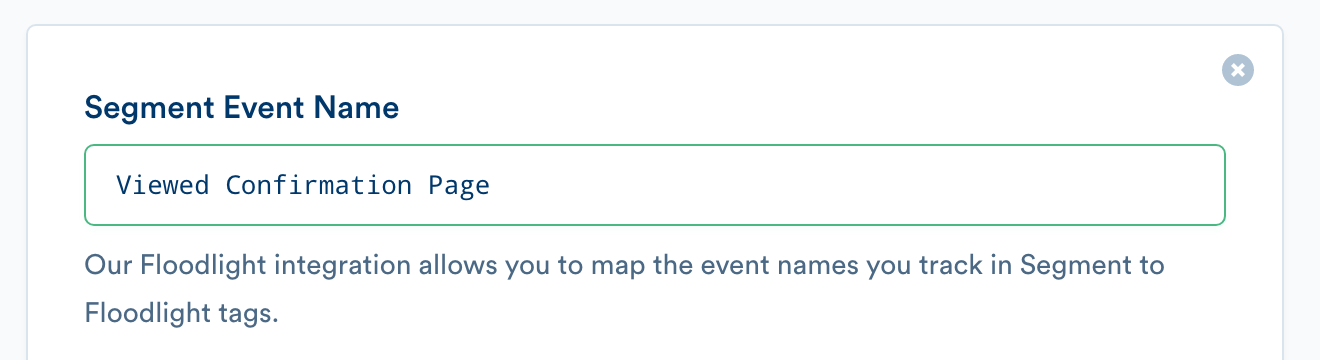 Segment Event Name
Viewed Confirmation Page
Our Floodlight integration allows you to map the event names you track in Segment to
Floodlight tags.